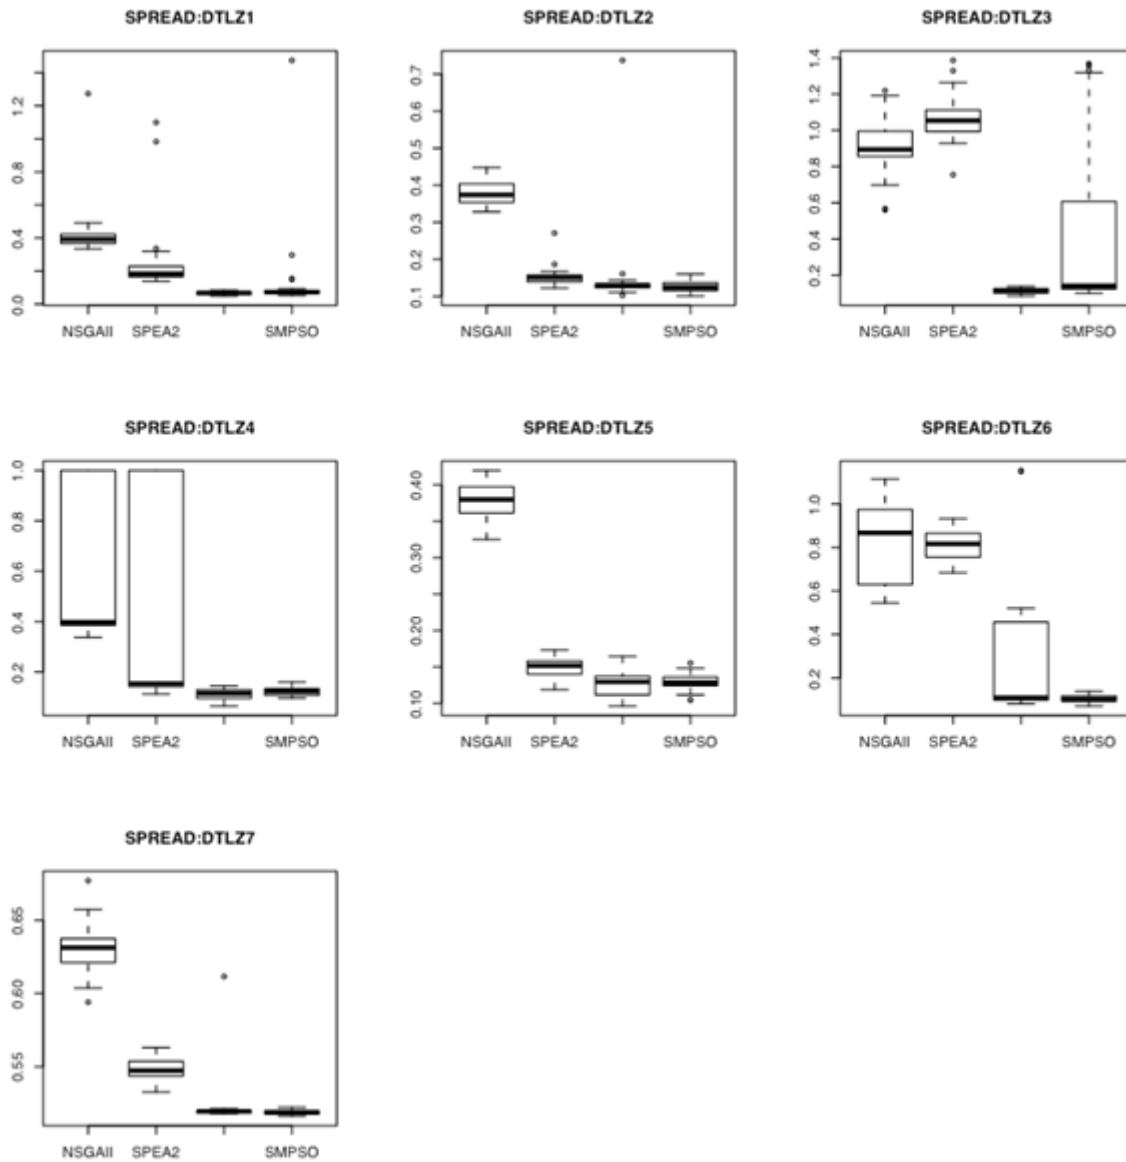 SPREAD:DTLZ1
1.2
0.8
0.4
0.0
NSGAII SPEA2 SMPSO
SPREAD:DTLZ2
0.7
0.6
0.5
0.4
0.3
0.2
0.1
NSGAII SPEA2 SMPSO
SPREAD:DTLZ3
1.4
1.2
1.0
0.8
0.6
0.4
0.2
NSGAII SPEA2 SMPSO
SPREAD:DTLZ4
1.0
0.8
0.6
0.4
0.2
NSGAII SPEA2 SMPSO
SPREAD:DTLZ5
0.40
0.30
0.20
0.10
NSGAII SPEA2 SMPSO
SPREAD:DTLZ6
1.0
0.8
0.6
0.4
0.2
NSGAII SPEA2 SMPSO
SPREAD:DTLZ7
0.65
0.60
0.55
NSGAII SPEA2 SMPSO